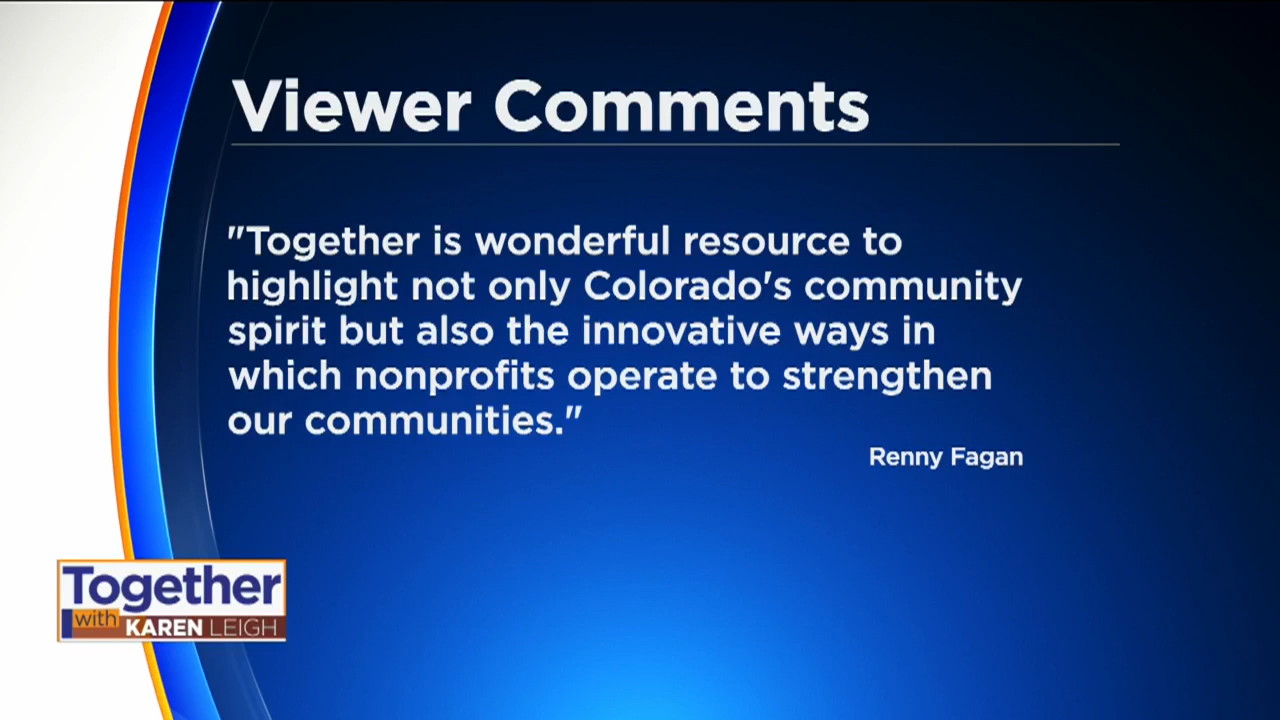 Viewer Comments
"Together is wonderful resource to
highlight not only Colorado's community
spirit but also the innovative ways in
which nonprofits operate to strengthen
our communities."
Renny Fagan
Together
with KAREN LEIGH